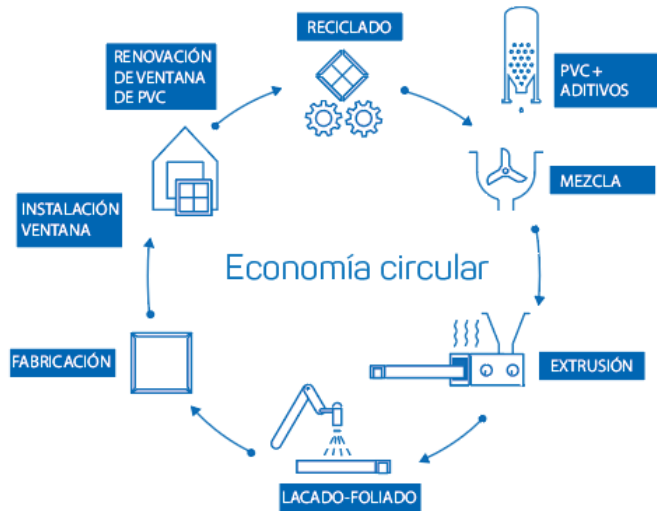 RECICLADO
RENOVACIÓN
DE VENTANA
DE PVC
PVC +
ADITIVOS
MEZCLA
INSTALACIÓN
VENTANA
Economía circular
FABRICACIÓN
EXTRUSIÓN
LACADO-FOLIADO